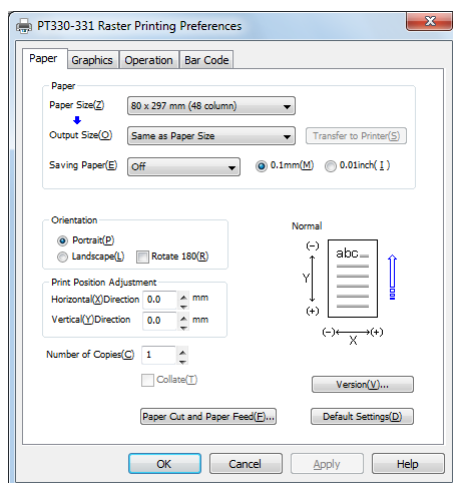 PT330-331 Raster Printing Preferences
Paper Graphics Operation Bar Code
Paper
Paper Size(Z) 80 x 297 mm (48 column)
Output Size(O) Same as Paper Size Transfer to Printer(S)
Saving Paper(E) Off 0.1mm(M) 0.01inch( I )
Orientation
Portrait(P)
Landscape(L) Rotate 180(R)
Normal
(-)
abc
Y
(+)
(-) (+)
X
Print Position Adjustment
Horizontal(X)Direction 0.0 mm
Vertical(Y)Direction 0.0 mm
Number of Copies(C) 1
Collate(T)
Version(V)...
Paper Cut and Paper Feed(F)... Default Settings(D)
OK Cancel Apply Help